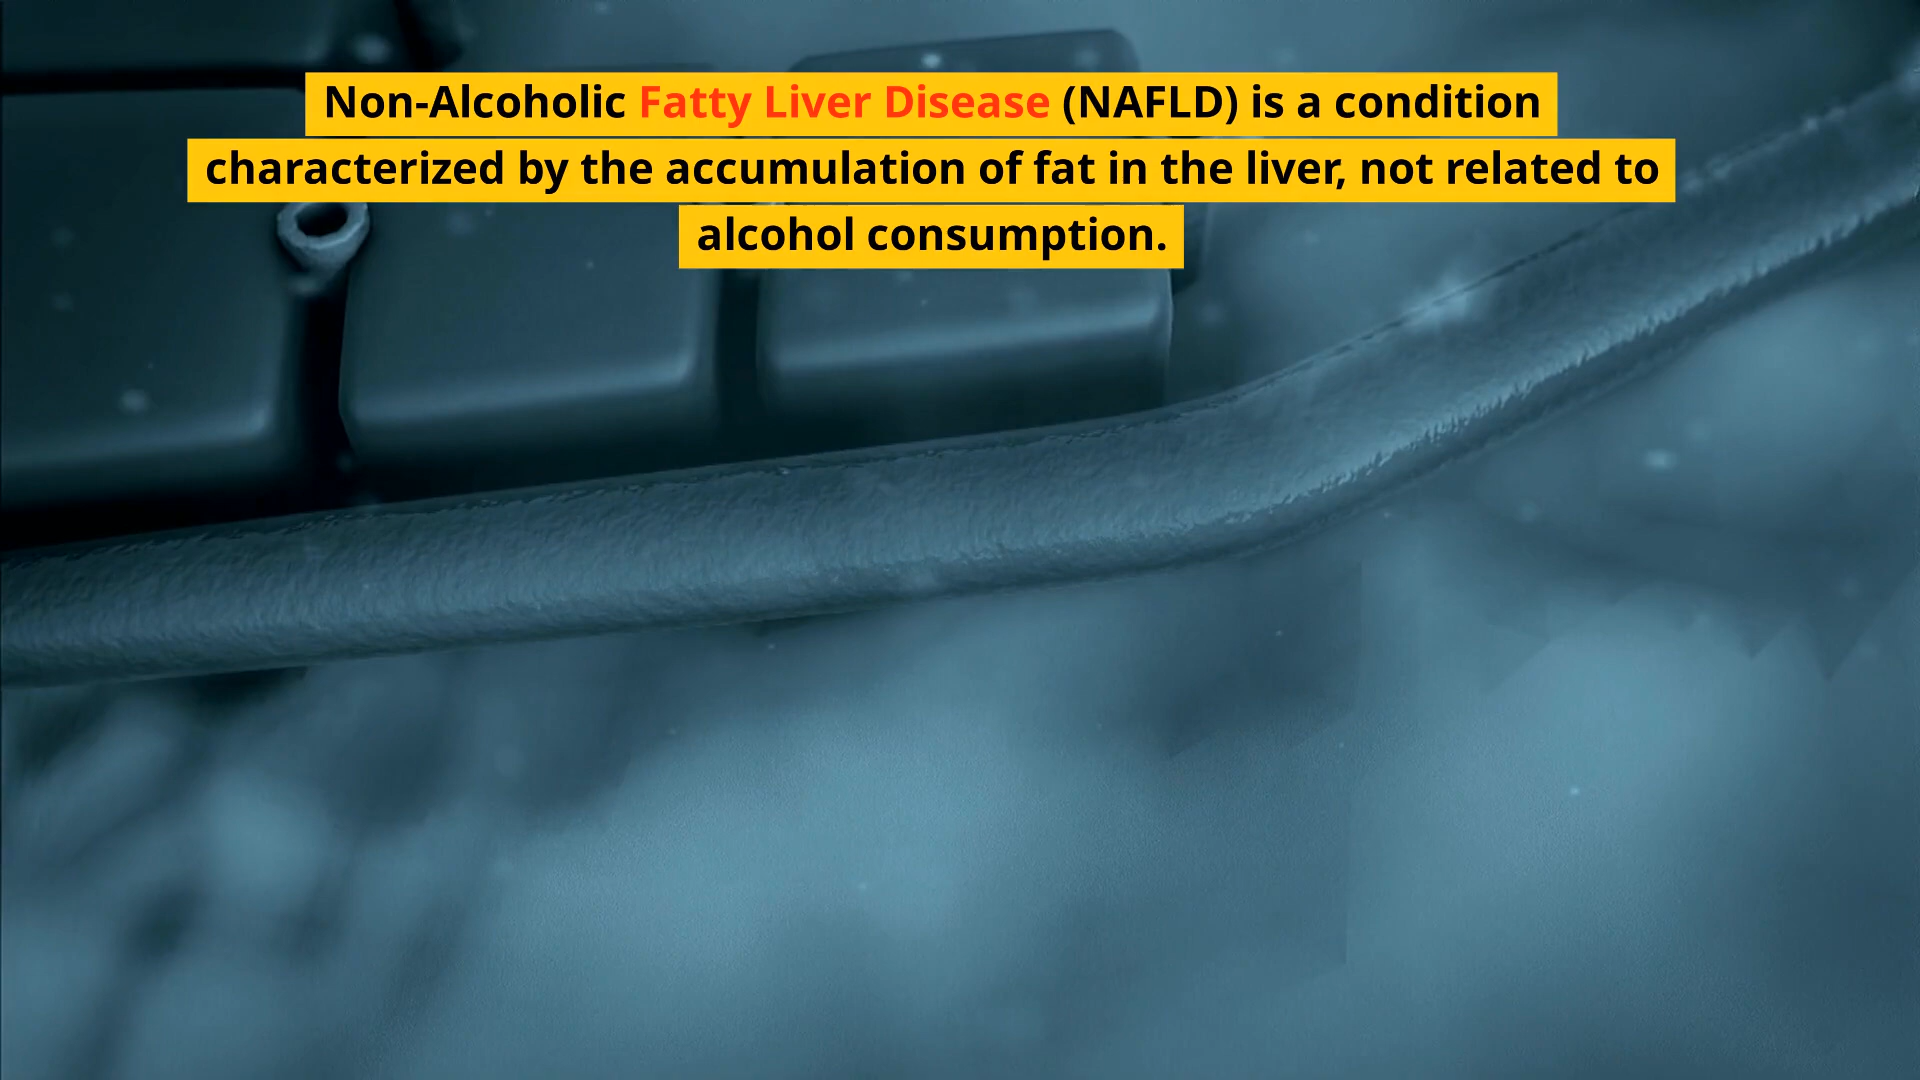 Non-Alcoholic Fatty Liver Disease (NAFLD) is a condition
characterized by the accumulation of fat in the liver, not related to
alcohol consumption.